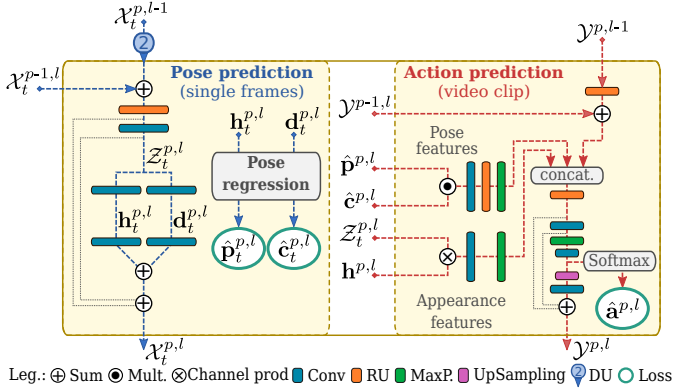 𝒳_t^{p,l-1}
2
𝒴^{p,l-1}
𝒳_t^{p-1,l}
Pose prediction
(single frames)
Action prediction
(video clip)
𝒴^{p-1,l}
h_t^{p,l} d_t^{p,l}
Pose
features
𝒵_t^{p,l}
Pose
regression
p̂^{p,l}
ĉ^{p,l}
concat.
h_t^{p,l} d_t^{p,l}
p̂_t^{p,l} ĉ_t^{p,l}
𝒵_t^{p,l}
h^{p,l}
Softmax
Appearance
features
â^{p,l}
𝒳_t^{p,l}
𝒴^{p,l}
Leg.: ⊕ Sum ⊙ Mult. ⊗ Channel prod Conv RU MaxP. UpSampling 2 DU Loss